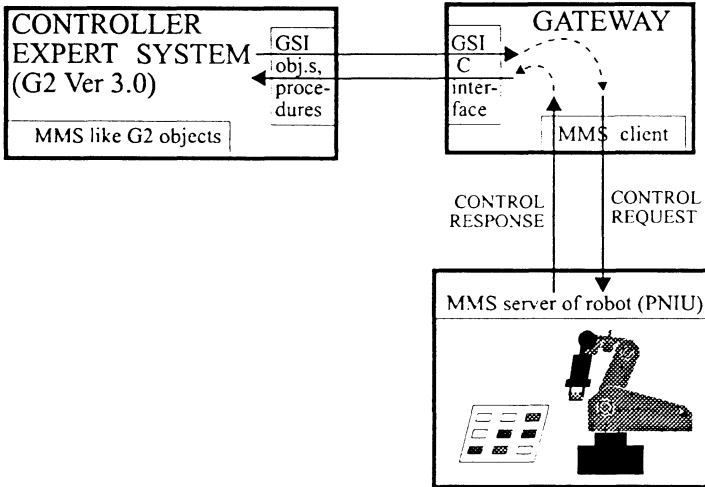 CONTROLLER
EXPERT SYSTEM
(G2 Ver 3.0)
MMS like G2 objects
GSI
obj.s,
proce-
dures
GSI
C
inter-
face
GATEWAY
MMS client
CONTROL
RESPONSE
CONTROL
REQUEST
MMS server of robot (PNIU)